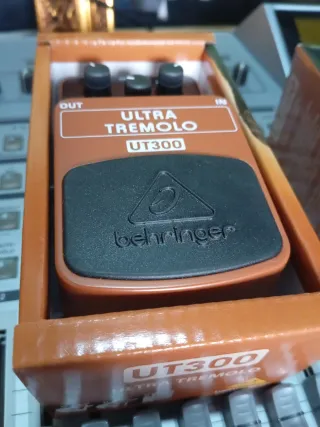 OUT IN
ULTRA
TREMOLO
UT300
behringer
UT300
ULTRA TREMOLO